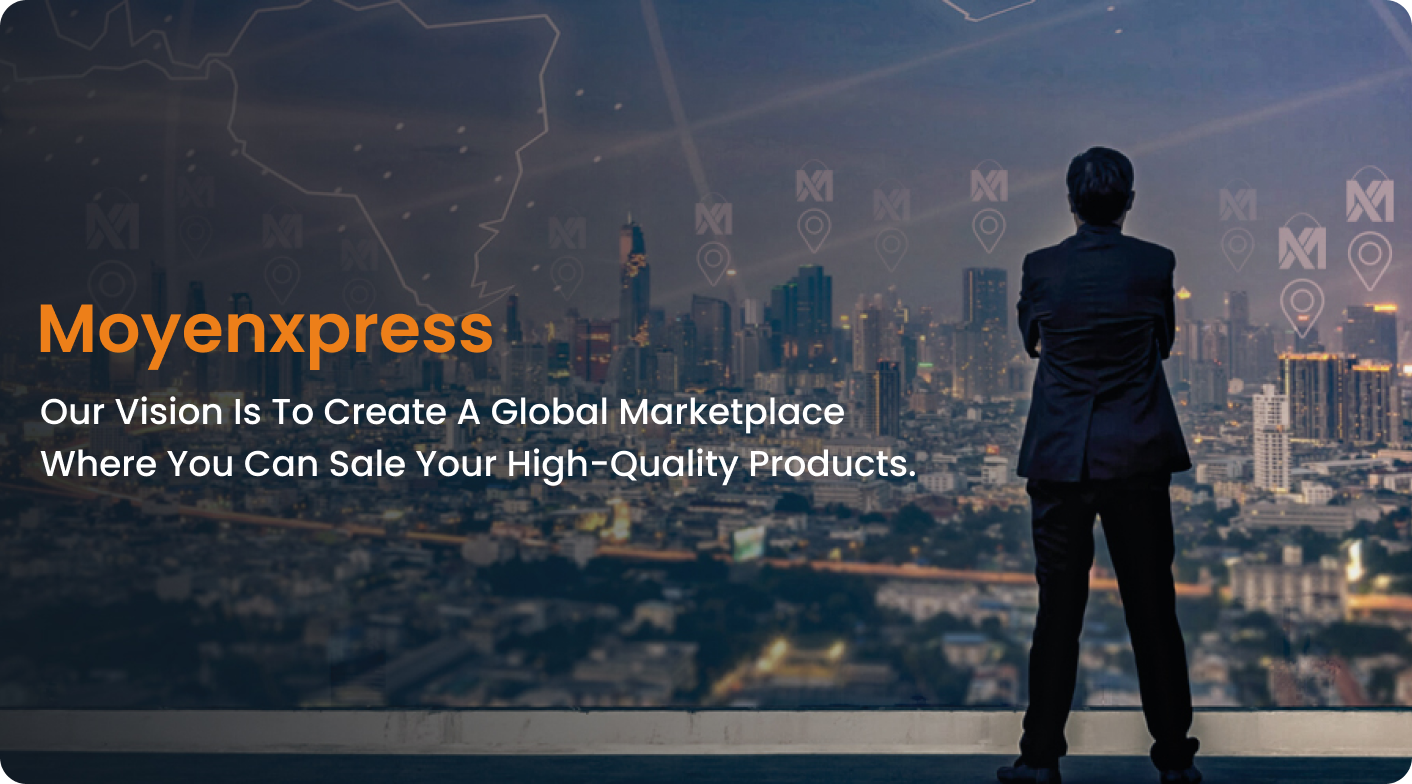 Moyenxpress
Our Vision Is To Create A Global Marketplace
Where You Can Sale Your High-Quality Products.